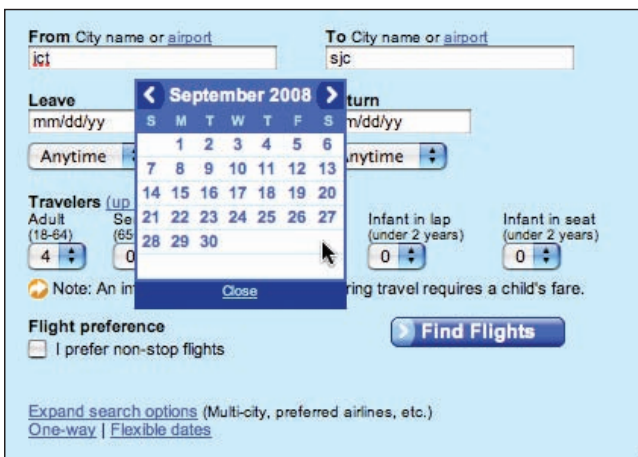 From City name or airport To City name or airport
ict sjc
Leave turn
mm/dd/yy m/dd/yy
Anytime nytime
September 2008
S M T W T F S
1 2 3 4 5 6
7 8 9 10 11 12 13
14 15 16 17 18 19 20
21 22 23 24 25 26 27
28 29 30
Close
Travelers (up
Adult Se Infant in lap Infant in seat
(18-64) (65 (under 2 years) (under 2 years)
4 0 0 0
Note: An in ring travel requires a child's fare.
Flight preference Find Flights
I prefer non-stop flights
Expand search options (Multi-city, preferred airlines, etc.)
One-way | Flexible dates